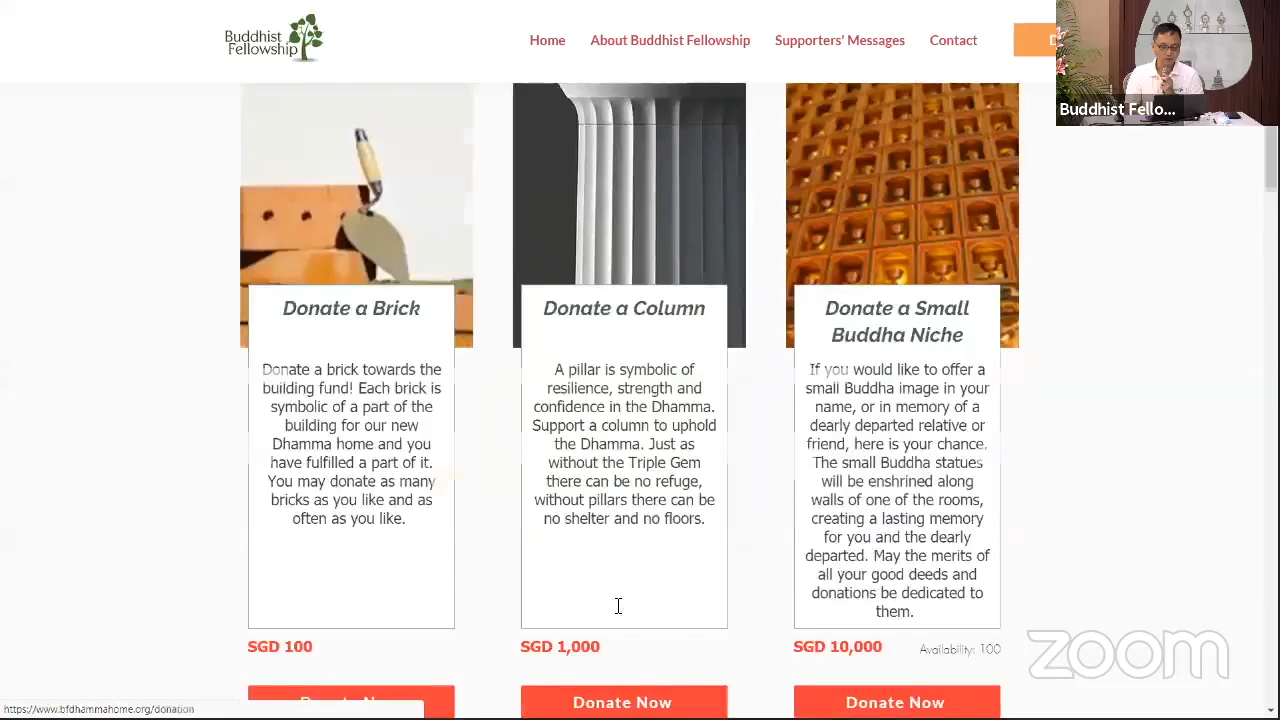 Buddhist
Fellowship
Home
About Buddhist Fellowship
Supporters' Messages
Contact
Buddhist Fello...
Donate a Brick
Donate a brick towards the
building fund! Each brick is
symbolic of a part of the
building for our new
Dhamma home and you
have fulfilled a part of it.
You may donate as many
bricks as you like and as
often as you like.
SGD 100
Donate Now
Donate a Column
A pillar is symbolic of
resilience, strength and
confidence in the Dhamma.
Support a column to uphold
the Dhamma. Just as
without the Triple Gem
there can be no refuge,
without pillars there can be
no shelter and no floors.
SGD 1,000
Donate Now
Donate a Small
Buddha Niche
If you would like to offer a
small Buddha image in your
name, or in memory of a
dearly departed relative or
friend, here is your chance.
The small Buddha statues
will be enshrined along
walls of one of the rooms,
creating a lasting memory
for you and the dearly
departed. May the merits of
all your good deeds and
donations be dedicated to
them.
SGD 10,000
Availability: 100
Donate Now
zoom
https://www.bfdhammahome.org/donation